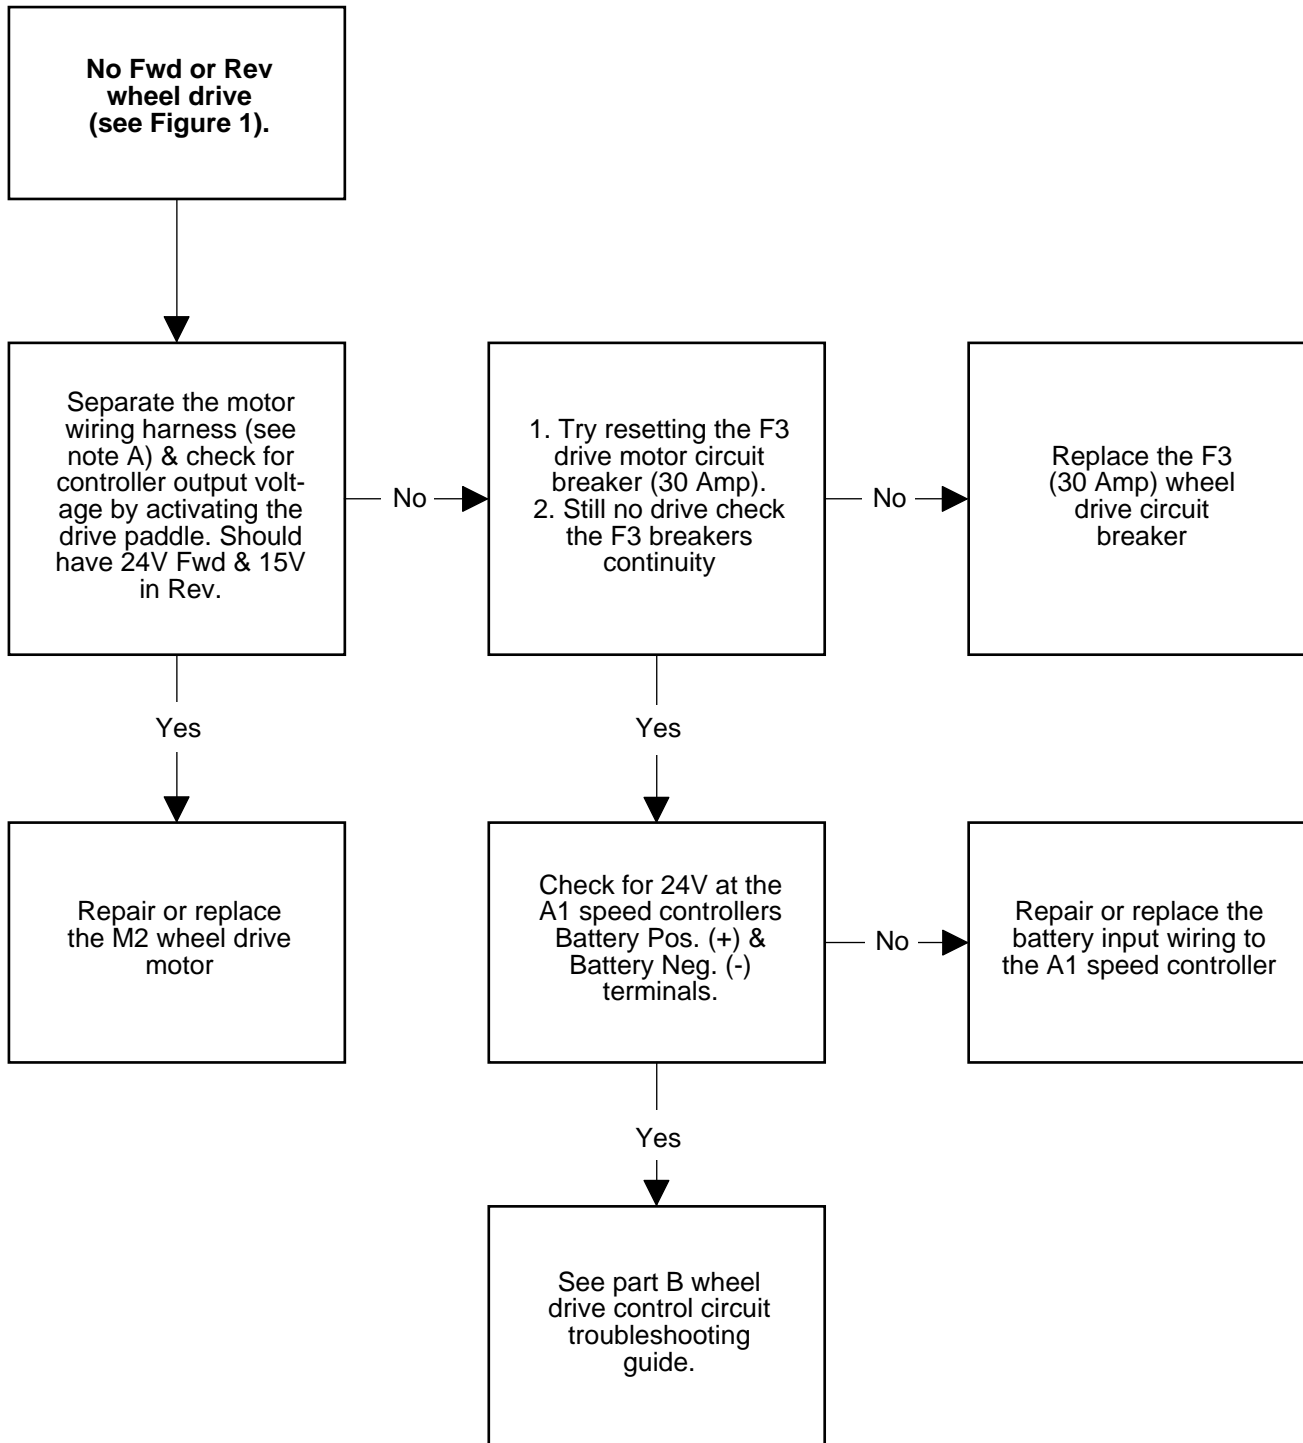 No Fwd or Rev
wheel drive
(see Figure 1).
Separate the motor
wiring harness (see
note A) & check for
controller output volt-
age by activating the
drive paddle. Should
have 24V Fwd & 15V
in Rev.
No
1. Try resetting the F3
drive motor circuit
breaker (30 Amp).
2. Still no drive check
the F3 breakers
continuity
No
Replace the F3
(30 Amp) wheel
drive circuit
breaker
Yes
Yes
Repair or replace
the M2 wheel drive
motor
Check for 24V at the
A1 speed controllers
Battery Pos. (+) &
Battery Neg. (-)
terminals.
No
Repair or replace the
battery input wiring to
the A1 speed controller
Yes
See part B wheel
drive control circuit
troubleshooting
guide.